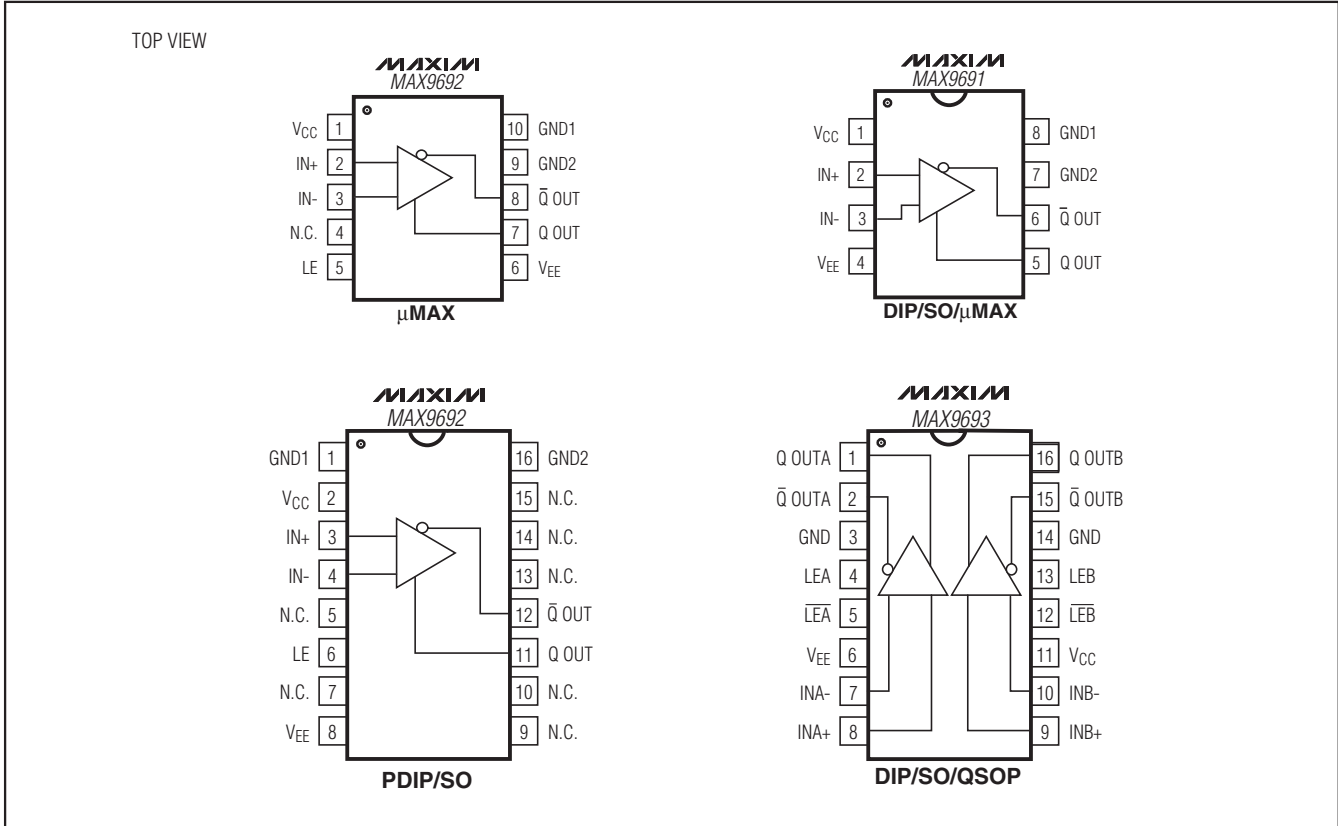 TOP VIEW
MAXIM
MAX9692
VCC 1
IN+ 2
IN- 3
N.C. 4
LE 5
10 GND1
9 GND2
8 Q̅ OUT
7 Q OUT
6 VEE
µMAX
MAXIM
MAX9691
VCC 1
IN+ 2
IN- 3
VEE 4
8 GND1
7 GND2
6 Q̅ OUT
5 Q OUT
DIP/SO/µMAX
MAXIM
MAX9692
GND1 1
VCC 2
IN+ 3
IN- 4
N.C. 5
LE 6
N.C. 7
VEE 8
16 GND2
15 N.C.
14 N.C.
13 N.C.
12 Q̅ OUT
11 Q OUT
10 N.C.
9 N.C.
PDIP/SO
MAXIM
MAX9693
Q OUTA 1
Q̅ OUTA 2
GND 3
LEA 4
L̅E̅A̅ 5
VEE 6
INA- 7
INA+ 8
16 Q OUTB
15 Q̅ OUTB
14 GND
13 LEB
12 L̅E̅B̅
11 VCC
10 INB-
9 INB+
DIP/SO/QSOP